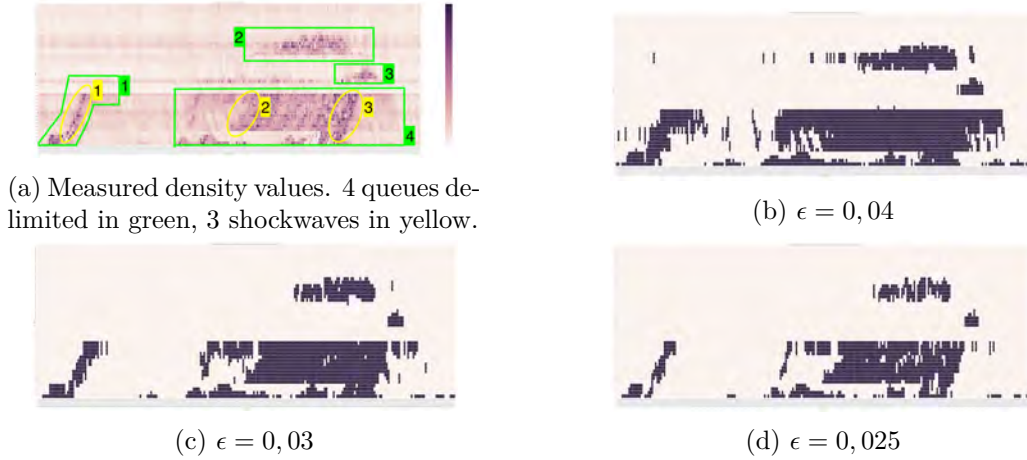 2
3
1
1
2
3
4
(a) Measured density values. 4 queues de-
limited in green, 3 shockwaves in yellow.
(b) ϵ = 0, 04
(c) ϵ = 0, 03
(d) ϵ = 0, 025